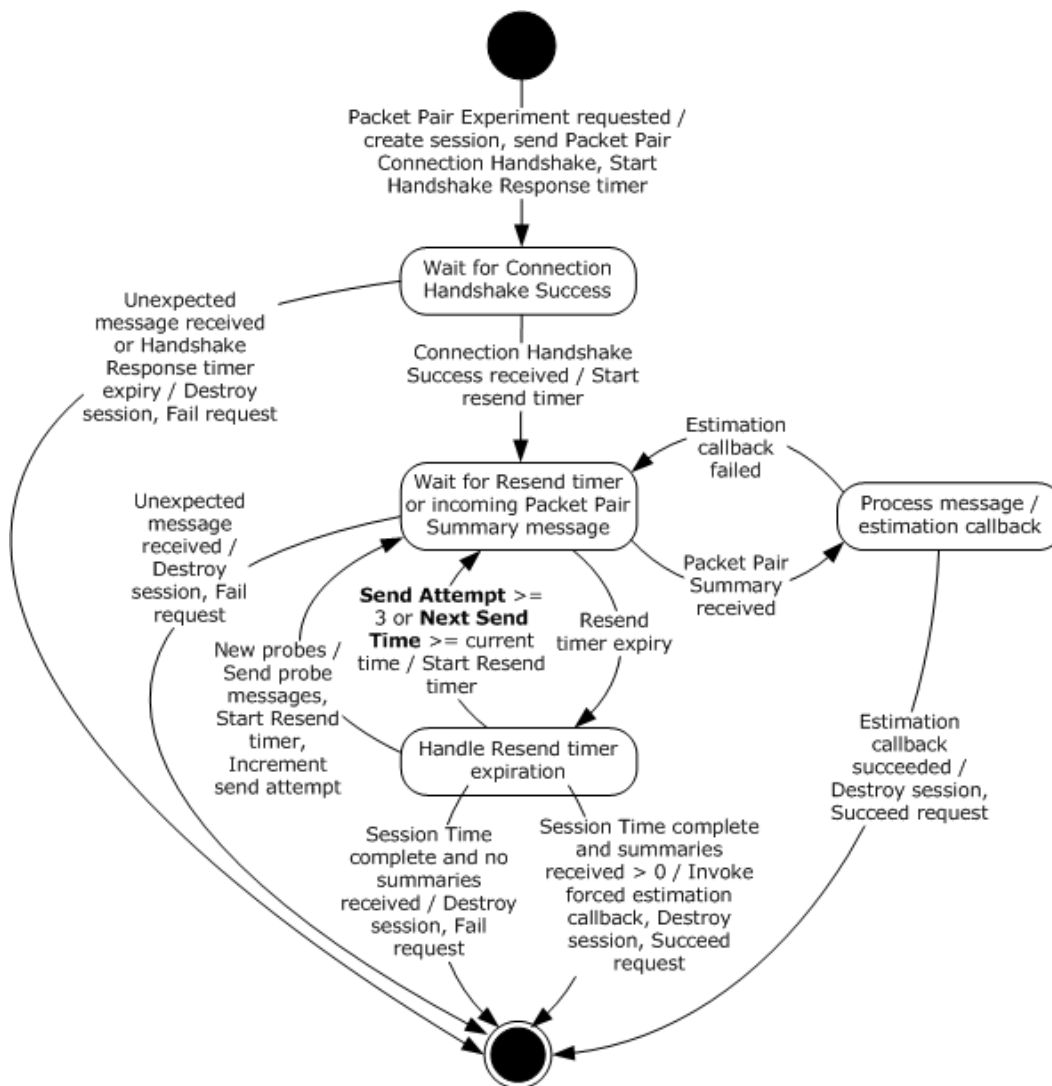 Packet Pair Experiment requested /
create session, send Packet Pair
Connection Handshake, Start
Handshake Response timer
Wait for Connection
Handshake Success
Unexpected
message received
or Handshake
Response timer
expiry / Destroy
session, Fail request
Connection Handshake
Success received / Start
resend timer
Estimation
callback
failed
Wait for Resend timer
or incoming Packet Pair
Summary message
Process message /
estimation callback
Unexpected
message
received /
Destroy
session, Fail
request
Packet Pair
Summary
received
Send Attempt >=
3 or Next Send
Time >= current
time / Start Resend
timer
Resend
timer expiry
New probes /
Send probe
messages,
Start Resend
timer,
Increment
send attempt
Handle Resend timer
expiration
Estimation
callback
succeeded /
Destroy session,
Succeed request
Session Time
complete and no
summaries
received / Destroy
session, Fail
request
Session Time complete
and summaries
received > 0 / Invoke
forced estimation
callback, Destroy
session, Succeed
request